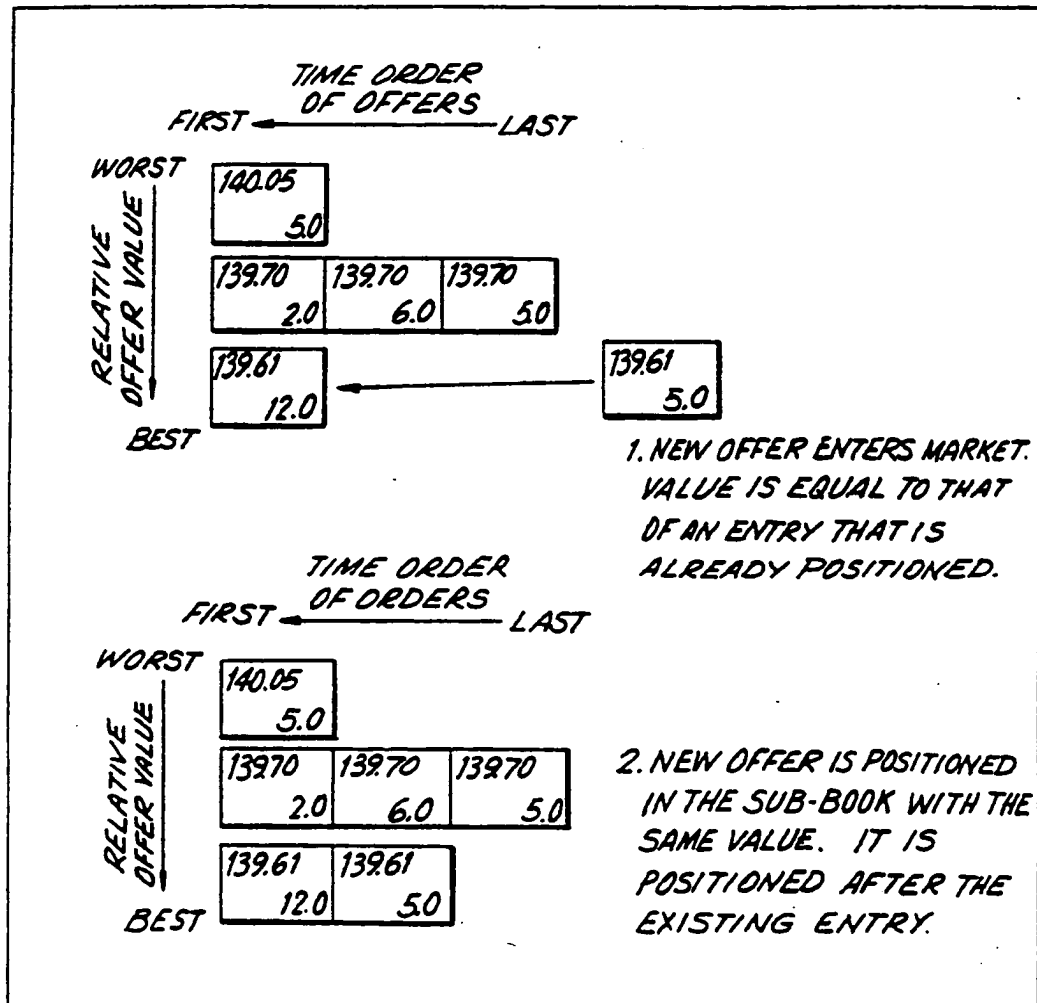 TIME ORDER
OF OFFERS
FIRST LAST
WORST
RELATIVE
OFFER VALUE
140.05
5.0
139.70 139.70 139.70
2.0 6.0 5.0
139.61 139.61
12.0 5.0
BEST
1. NEW OFFER ENTERS MARKET.
VALUE IS EQUAL TO THAT
OF AN ENTRY THAT IS
ALREADY POSITIONED.
TIME ORDER
OF ORDERS
FIRST LAST
WORST
RELATIVE
OFFER VALUE
140.05
5.0
139.70 139.70 139.70
2.0 6.0 5.0
139.61 139.61
12.0 5.0
BEST
2. NEW OFFER IS POSITIONED
IN THE SUB-BOOK WITH THE
SAME VALUE. IT IS
POSITIONED AFTER THE
EXISTING ENTRY.